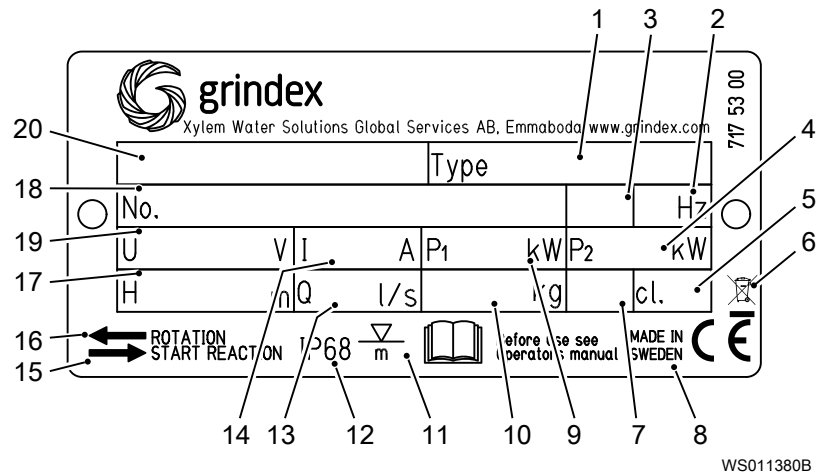 1 3 2
grindex
Xylem Water Solutions Global Services AB, Emmaboda, www.grindex.com
717 53 00
20 4
Type
18
No. Hz
5
19
U V I A P1 kW P2 kW
6
17
H m Q l/s kg cl.
16
ROTATION
START REACTION
IP68
m
Before use see
operators manual
MADE IN
SWEDEN
CE
15
14 13 12 11 10 9 7 8
WS011380B